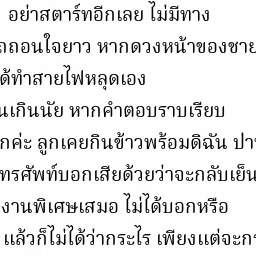 อย่าสตาร์ทอีกเลย ไม่มีทาง
ถอนใจยาว หากดวงหน้าของชาย
ด้ทำสายไฟหลุดเอง
นเกินนัย หากคำตอบราบเรียบ
กค่ะ ลูกเคยกินข้าวพร้อมดิฉัน ปา
ทรศัพท์บอกเสียด้วยว่าจะกลับเย็น
งานพิเศษเสมอ ไม่ได้บอกหรือ
แล้วก็ไม่ได้ว่ากระไร เพียงแต่จะก